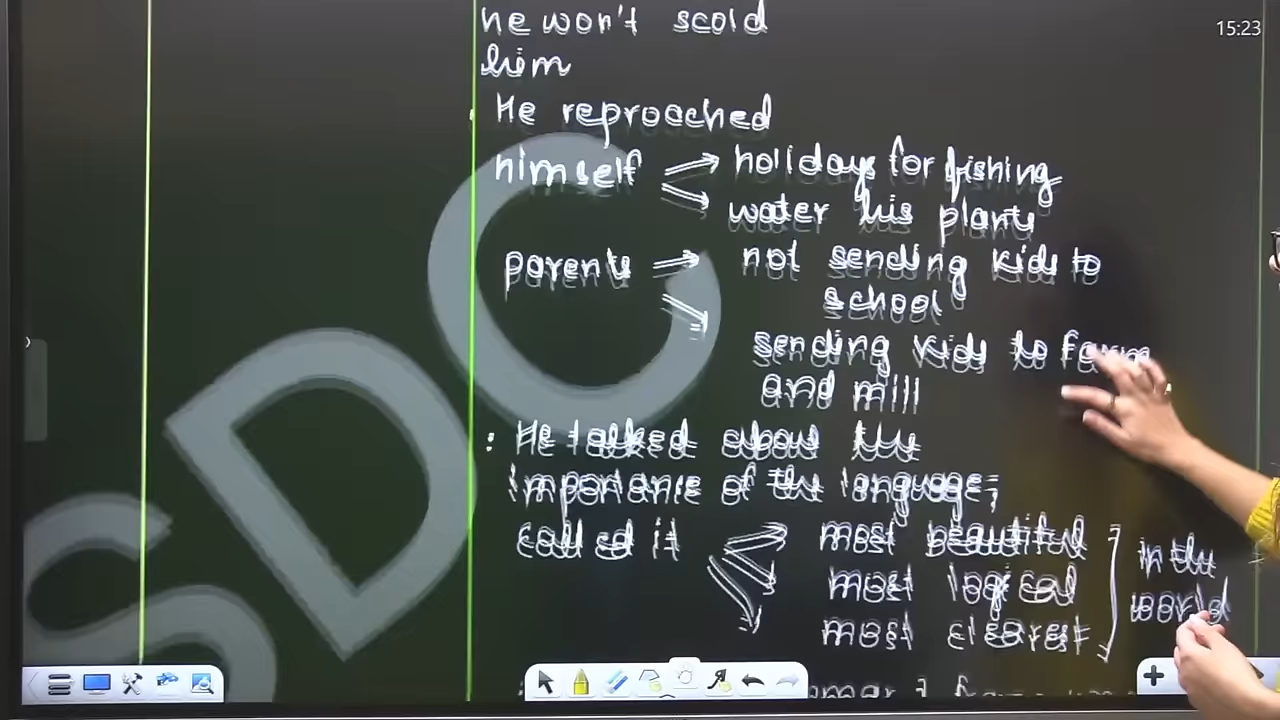 15:23
he won't scold
him
He reproached
himself ⇒ holidays for fishing
⇒ water his plants
parents ⇒ not sending kids to
school
⇒ sending kids to farm
and mill
: He talked about the
importance of the language;
called it ⇒ most beautiful
⇒ most logical
⇒ most clearest
in the
world
SDC